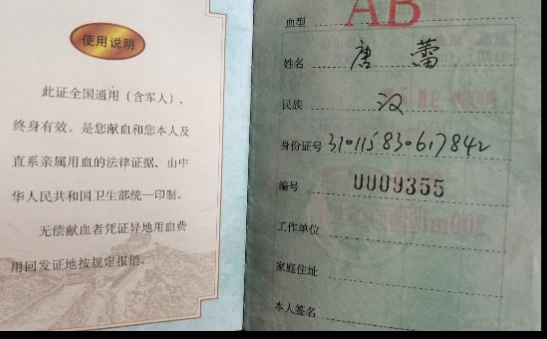 使用说明
此证全国通用（含军人），
终身有效。是您献血和您本人及
直系亲属用血的法律证据，由中
华人民共和国卫生部统一印制。
无偿献血者凭证异地用血费
用回发证地按规定报销。
血型 AB
姓名 唐蕾
民族 汉
身份证号 310115830617842
编号 0009355
工作单位
家庭住址
本人签名